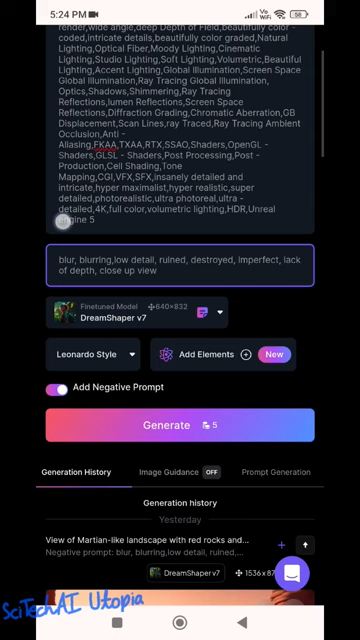 5:24 PM
Vo
WiFi
58
render,wide angle,deep Depth of Field,beautifully color -
coded,intricate details,beautifully color graded,Natural
Lighting,Optical Fiber,Moody Lighting,Cinematic
Lighting,Studio Lighting,Soft Lighting,Volumetric,Beautiful
Lighting,Accent Lighting,Global Illumination,Screen Space
Global Illumination,Ray Tracing Global Illumination,
Optics,Shadows,Shimmering,Ray Tracing
Reflections,lumen Reflections,Screen Space
Reflections,Diffraction Grading,Chromatic Aberration,GB
Displacement,Scan Lines,ray Traced,Ray Tracing Ambient
Occlusion,Anti -
Aliasing,FKAA,TXAA,RTX,SSAO,Shaders,OpenGL -
Shaders,GLSL - Shaders,Post Processing,Post -
Production,Cell Shading,Tone
Mapping,CGI,VFX,SFX,insanely detailed and
intricate,hyper maximalist,hyper realistic,super
detailed,photorealistic,ultra photoreal,ultra -
detailed,4K,full color,volumetric lighting,HDR,Unreal
engine 5
blur, blurring,low detail, ruined, destroyed, imperfect, lack
of depth, close up view
Finetuned Model 640×832
DreamShaper v7
Leonardo Style
Add Elements
New
Add Negative Prompt
Generate 5
Generation History
Image Guidance OFF
Prompt Generation
Generation history
Yesterday
View of Martian-like landscape with red rocks and...
Negative prompt: blur, blurring,low detail, ruined,...
DreamShaper v7
1536 x 87
SciTechAI Utopia